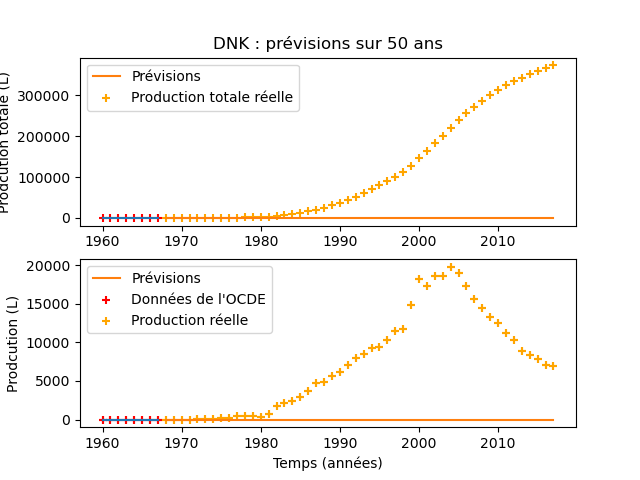 DNK : prévisions sur 50 ans
Prodcution totale (L)
Prévisions
Production totale réelle
300000
200000
100000
0
1960 1970 1980 1990 2000 2010
Prodcution (L)
Prévisions
Données de l'OCDE
Production réelle
20000
15000
10000
5000
0
1960 1970 1980 1990 2000 2010
Temps (années)